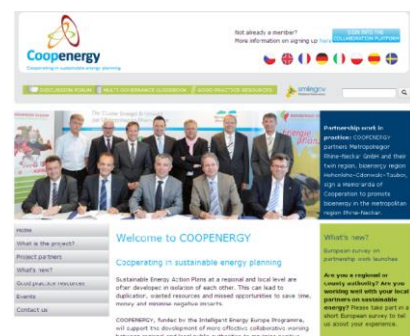 Not already a member?
More information on signing up here
SIGN INTO THE
COLLABORATION PLATFORM
Coopenergy
Cooperating in sustainable energy planning
DISCUSSION FORUM
MULTI GOVERNANCE GUIDEBOOK
GOOD PRACTICE RESOURCES
Partnership work in
practice: COOPENERGY
partners Metropolregion
Rhein-Neckar GmbH and their
twin region, bioenergy region
Hohenlohe-Odenwald-Tauber,
sign a Memoranda of
Cooperation to promote
bioenergy in the metropolitan
region Rhine-Neckar.
Home
What is the project?
Project partners
What's new?
Good practice resources
Events
Contact us
Welcome to COOPENERGY
Cooperating in sustainable energy planning
Sustainable Energy Action Plans at a regional and local level are
often developed in isolation of each other. This can lead to
duplication, wasted resources and missed opportunities to save time,
money and minimise negative impacts.
COOPENERGY, funded by the Intelligent Energy Europe Programme,
will support the development of more effective collaborative working
What's new?
European survey on
partnership work launches
Are you a regional or
county authority? Are you
working well with your local
partners on sustainable
energy? Please take part in a
short European survey to tell
us about your experience.